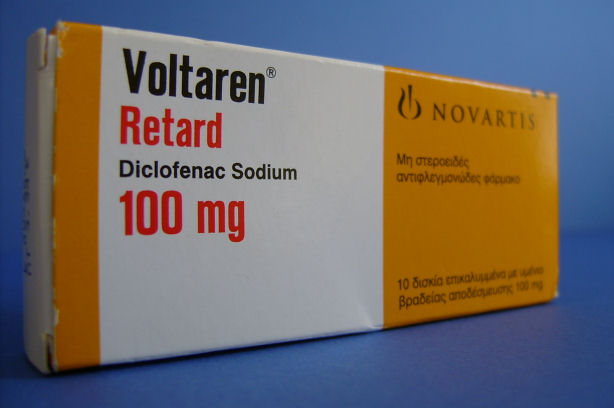 Voltaren®
Retard
Diclofenac Sodium
100 mg
NOVARTIS
Μη στεροειδές
αντιφλεγμονώδες φάρμακο
10 δισκία επικαλυμμένα με υμένιο
βραδείας αποδέσμευσης 100 mg